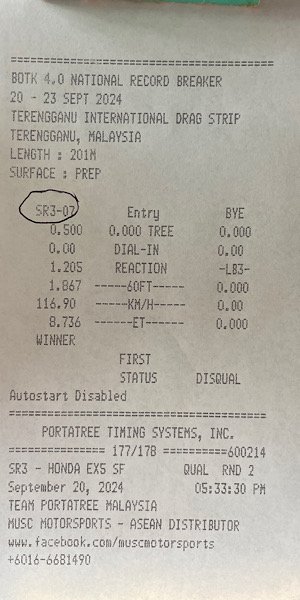 ========================================
BOTK 4.0 NATIONAL RECORD BREAKER
20 - 23 SEPT 2024
TERENGGANU INTERNATIONAL DRAG STRIP
TERENGGANU, MALAYSIA
LENGTH : 201M
SURFACE : PREP
SR3-07 Entry BYE
0.500 0.000 TREE 0.000
0.00 DIAL-IN 0.00
1.205 REACTION -LB3-
1.867 -----60FT----- 0.000
116.90 -----KM/H----- 0.00
8.736 ------ET------ 0.000
WINNER
FIRST
STATUS DISQUAL
Autostart Disabled
========================================
PORTATREE TIMING SYSTEMS, INC.
=============== 177/178 ==========600214
SR3 - HONDA EX5 SF QUAL RND 2
September 20, 2024 05:33:30 PM
TEAM PORTATREE MALAYSIA
MUSC MOTORSPORTS - ASEAN DISTRIBUTOR
www.facebook.com/muscmotorsports
+6016-6681490